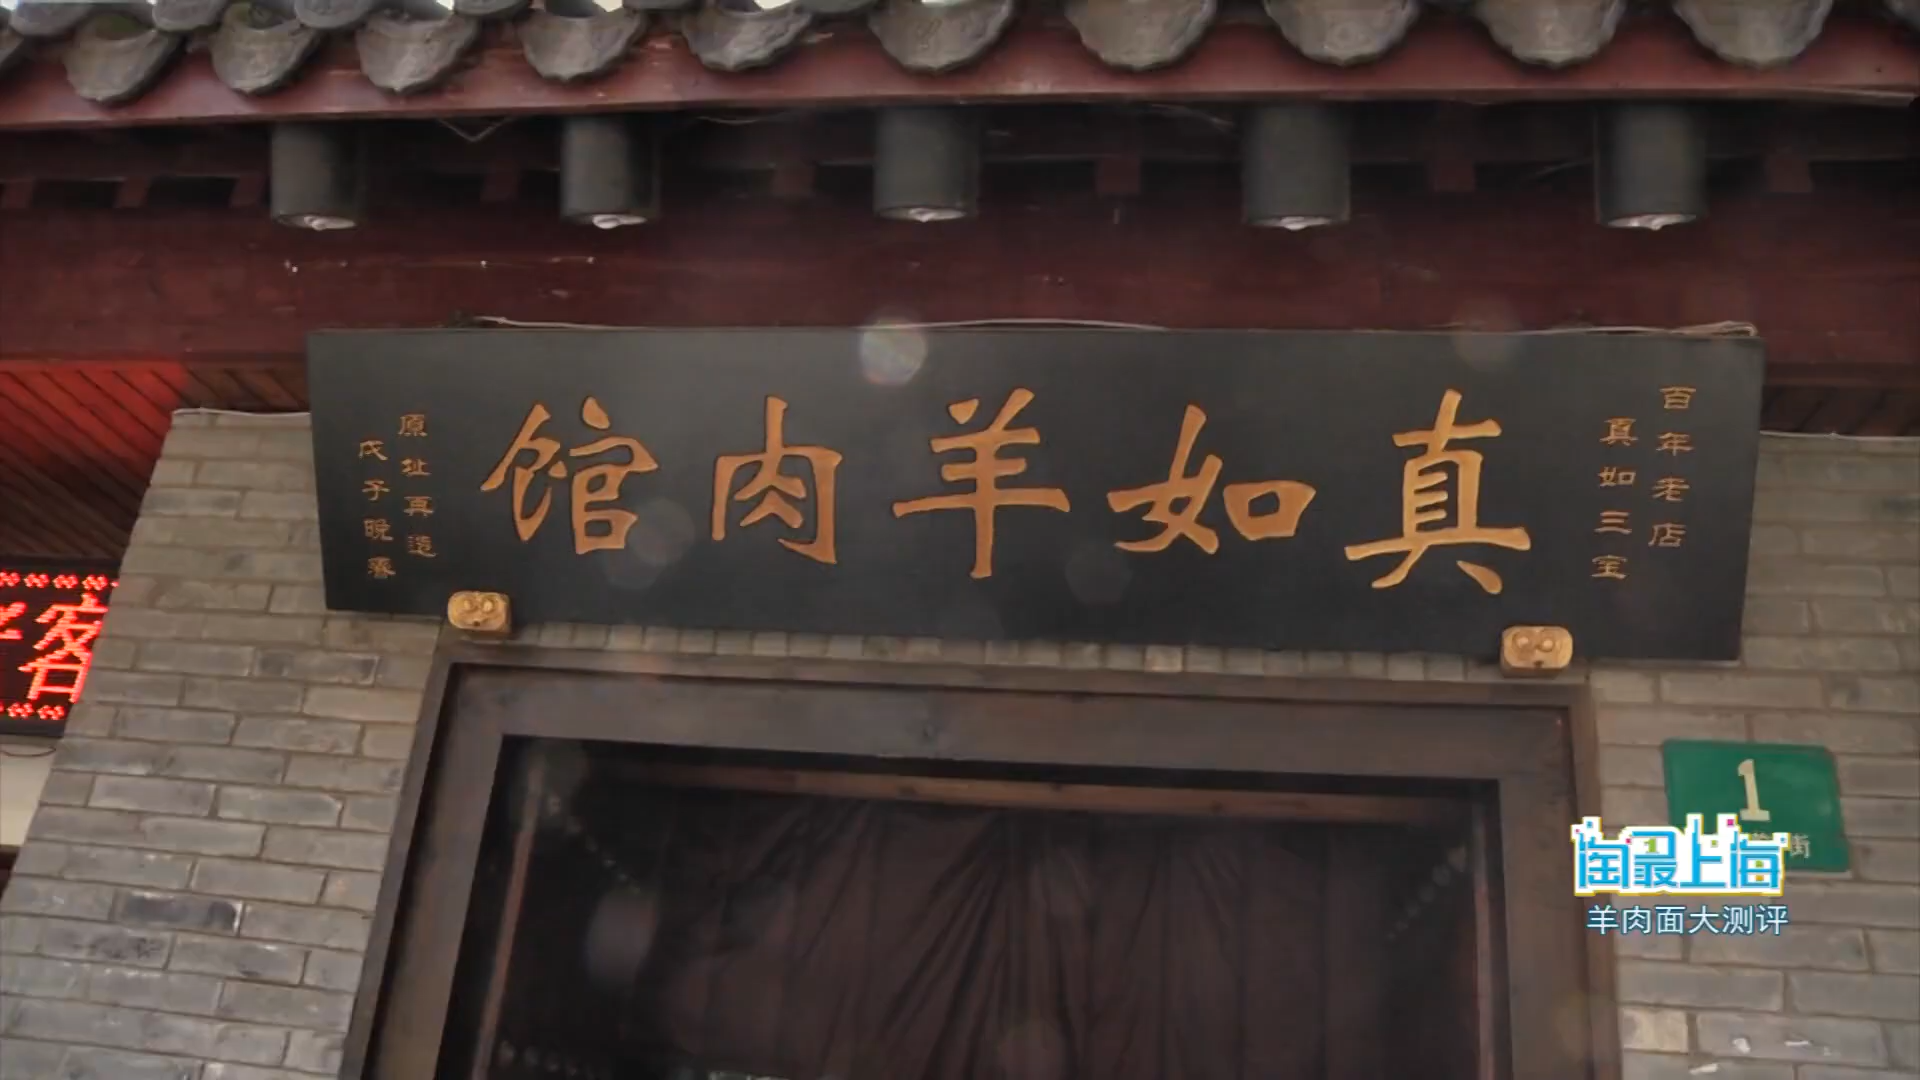 百年老店
真如三宝
真如羊肉馆
原址再造
戊子晚春
客
1
街
淘最上海
羊肉面大测评